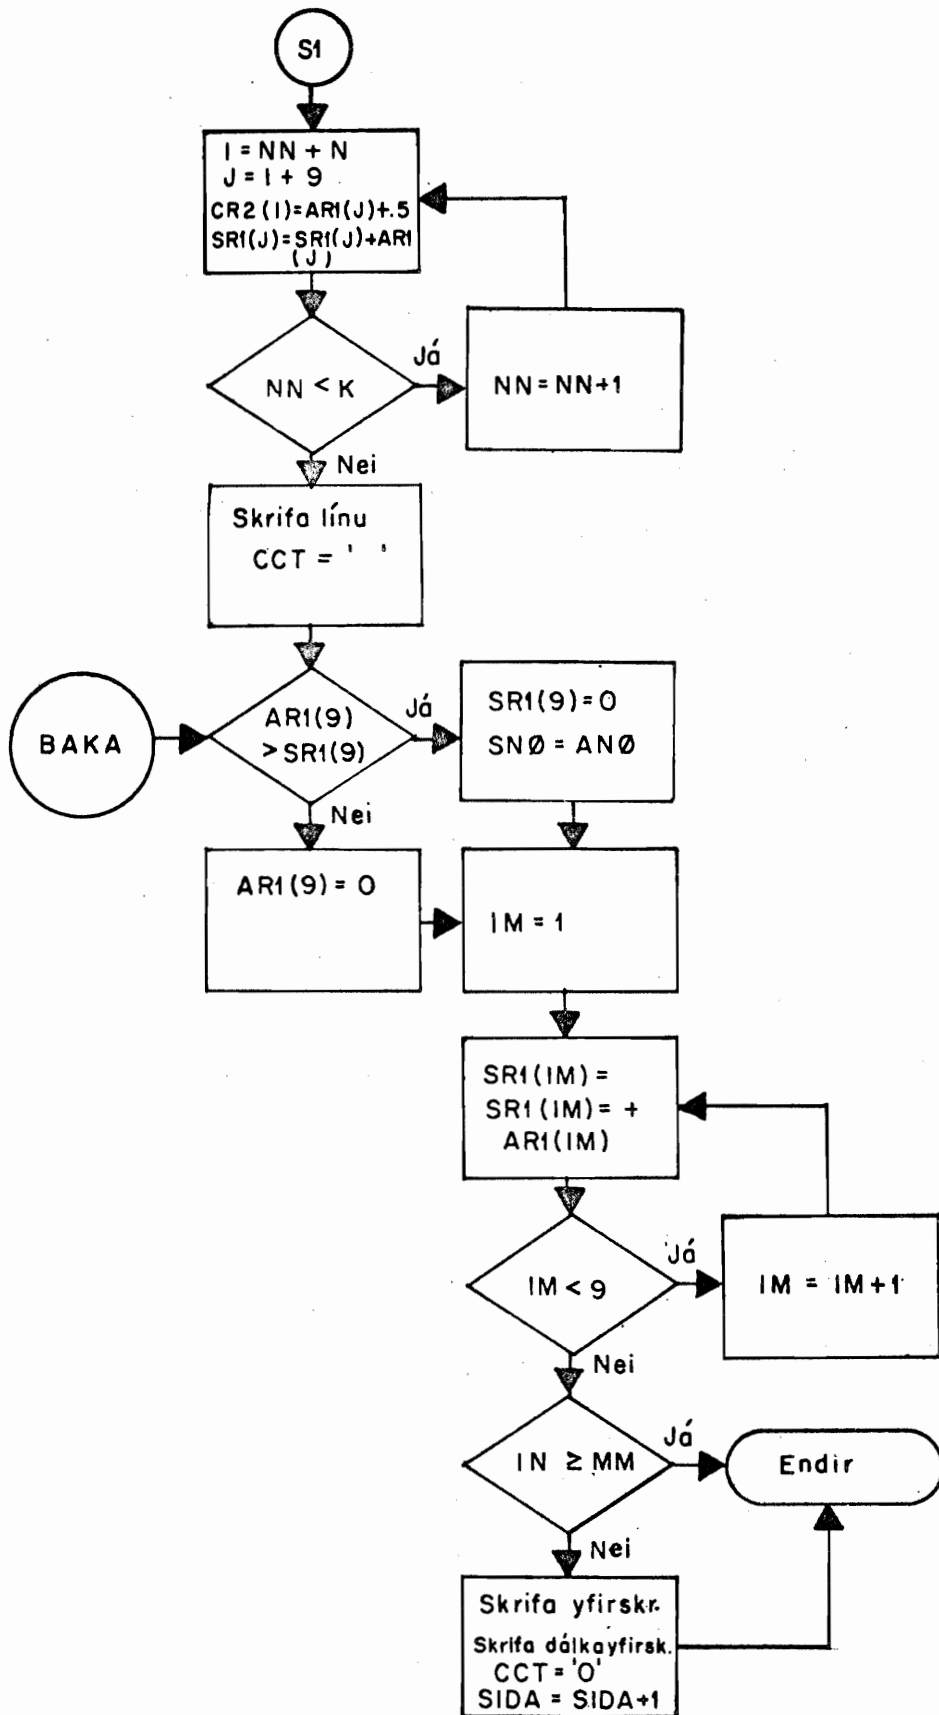 S1
I = NN + N
J = I + 9
CR2(I)=AR1(J)+.5
SR1(J)=SR1(J)+AR1
(J)
NN < K
Já
NN = NN+1
Nei
Skrifa línu
CCT = ' '
BAKA
AR1(9)
> SR1(9)
Já
SR1(9)=0
SNØ = ANØ
Nei
AR1(9) = 0
IM = 1
SR1(IM) =
SR1(IM) = +
AR1(IM)
IM < 9
Já
IM = IM+1
Nei
IN ≥ MM
Já
Endir
Nei
Skrifa yfirskr.
Skrifa dálkayfirsk.
CCT = '0'
SIDA = SIDA+1